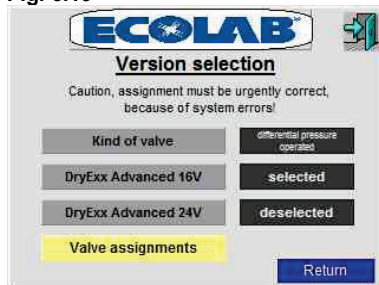 ECOLAB®
Version selection
Caution, assignment must be urgently correct,
because of system errors!
Kind of valve
differential pressure
operated
DryExx Advanced 16V
selected
DryExx Advanced 24V
deselected
Valve assignments
Return